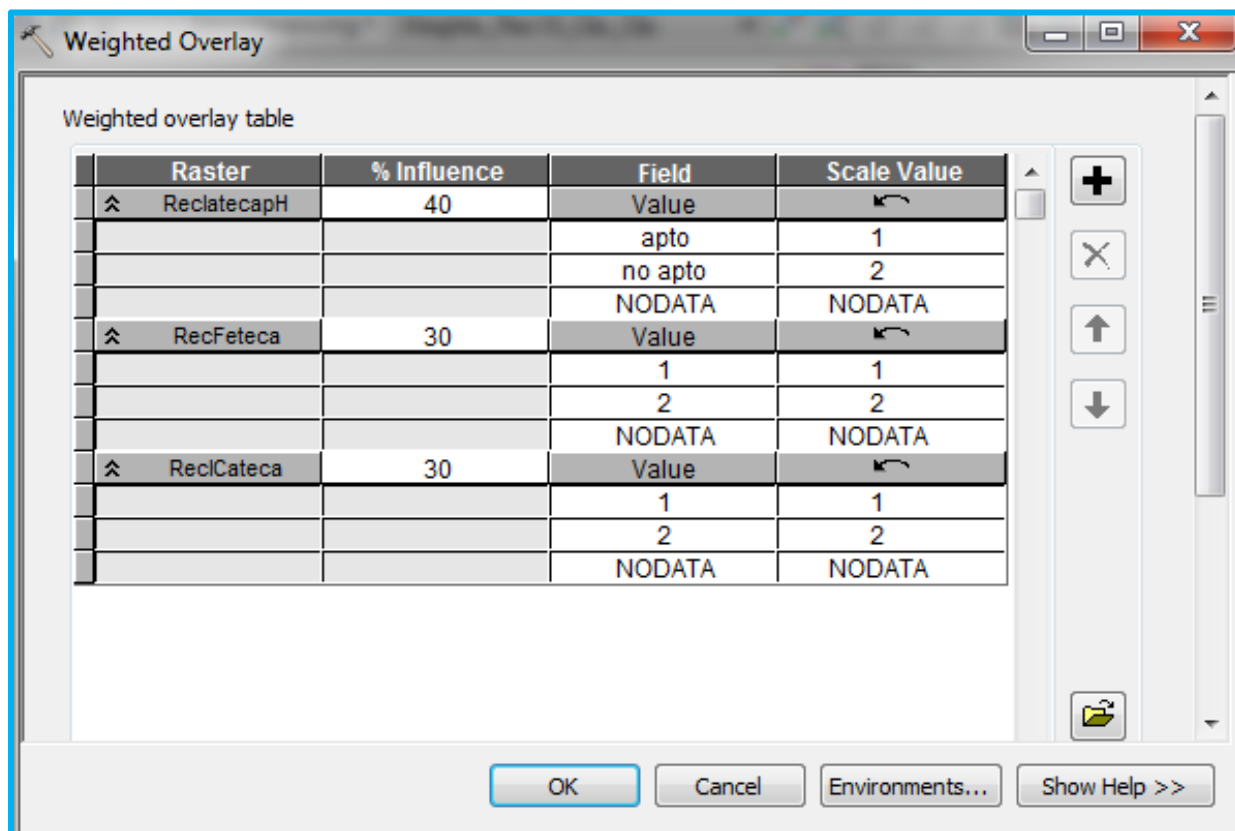 Weighted Overlay
Weighted overlay table
Raster % Influence Field Scale Value
ReclatecapH 40 Value
apto 1
no apto 2
NODATA NODATA
RecFeteca 30 Value
1 1
2 2
NODATA NODATA
ReclCateca 30 Value
1 1
2 2
NODATA NODATA
OK Cancel Environments... Show Help >>